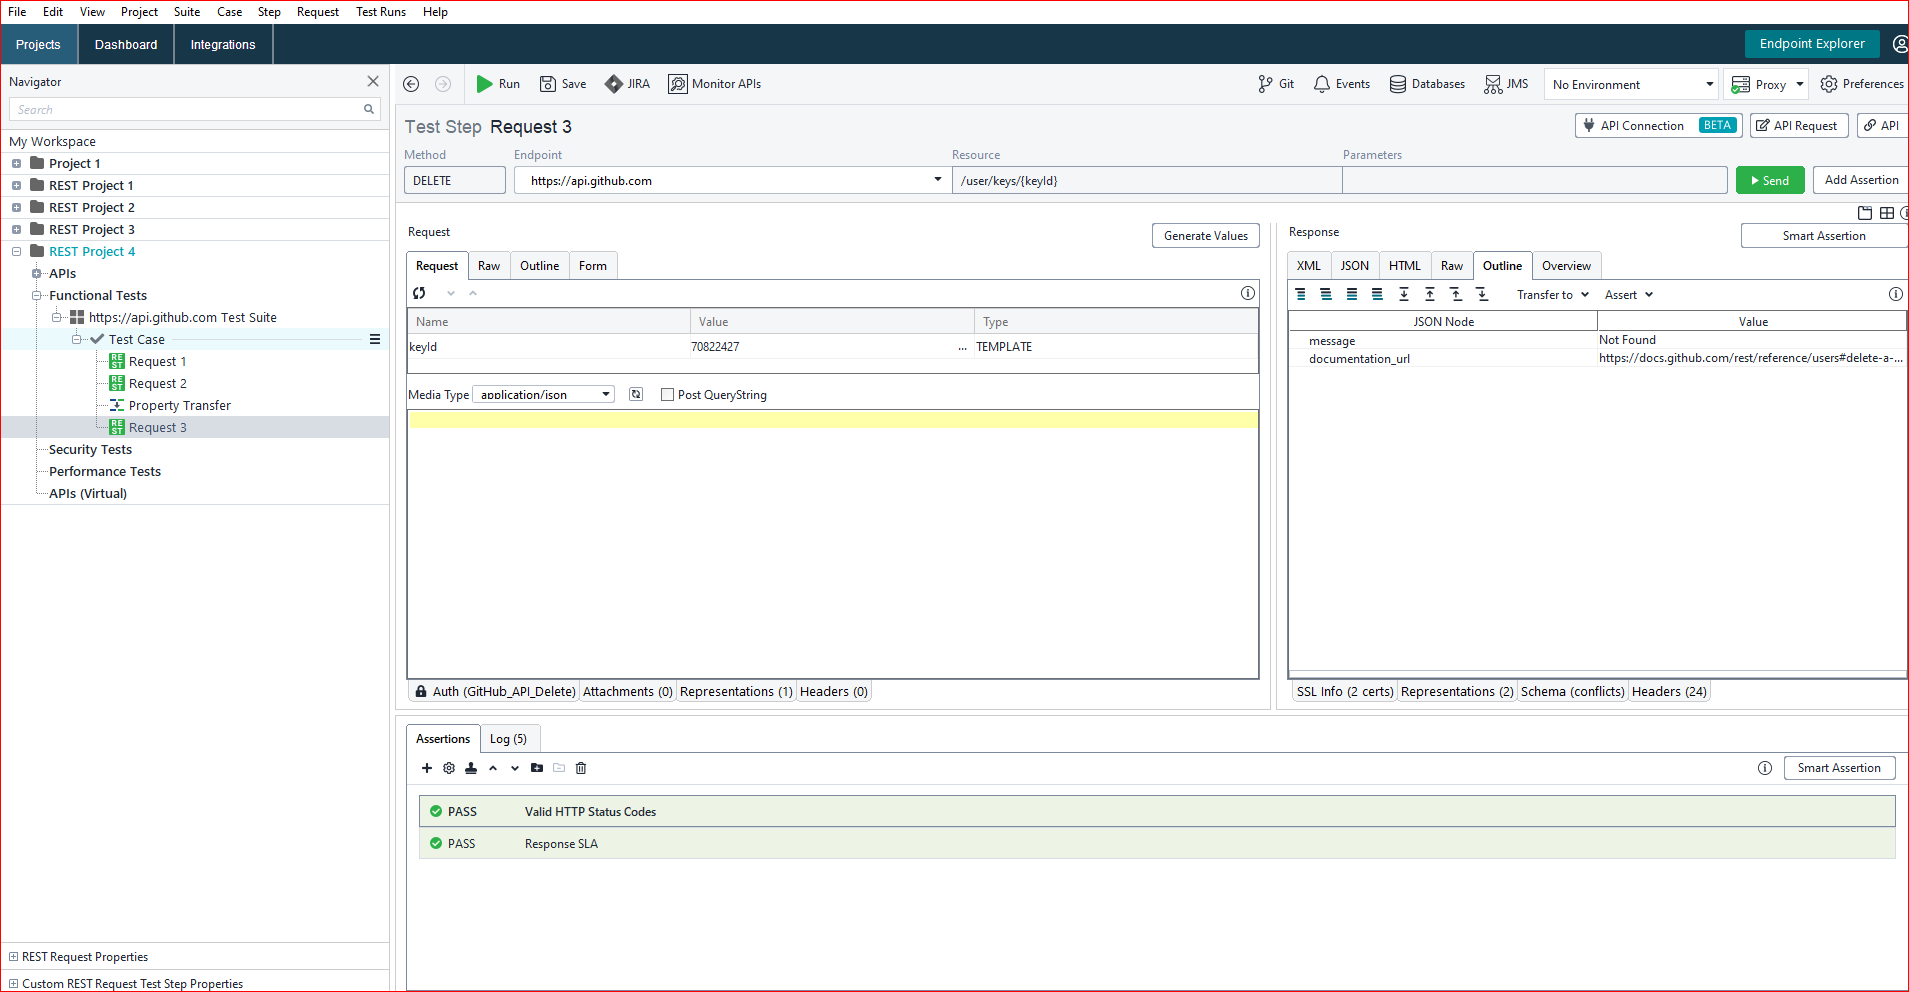 File Edit View Project Suite Case Step Request Test Runs Help
Projects Dashboard Integrations Endpoint Explorer
Navigator
Search
My Workspace
Project 1
REST Project 1
REST Project 2
REST Project 3
REST Project 4
APIs
Functional Tests
https://api.github.com Test Suite
Test Case
REST Request 1
REST Request 2
Property Transfer
REST Request 3
Security Tests
Performance Tests
APIs (Virtual)
REST Request Properties
Custom REST Request Test Step Properties
Run Save JIRA Monitor APIs Git Events Databases JMS No Environment Proxy Preferences
Test Step Request 3 API Connection BETA API Request API
Method Endpoint Resource Parameters
DELETE https://api.github.com /user/keys/{keyId} Send Add Assertion
Request Generate Values
Request Raw Outline Form
Name Value Type
keyId 70822427 ... TEMPLATE
Media Type application/json Post QueryString
Auth (GitHub_API_Delete) Attachments (0) Representations (1) Headers (0)
Response Smart Assertion
XML JSON HTML Raw Outline Overview
Transfer to Assert
JSON Node Value
message Not Found
documentation_url https://docs.github.com/rest/reference/users#delete-a-...
SSL Info (2 certs) Representations (2) Schema (conflicts) Headers (24)
Assertions Log (5)
Smart Assertion
PASS Valid HTTP Status Codes
PASS Response SLA